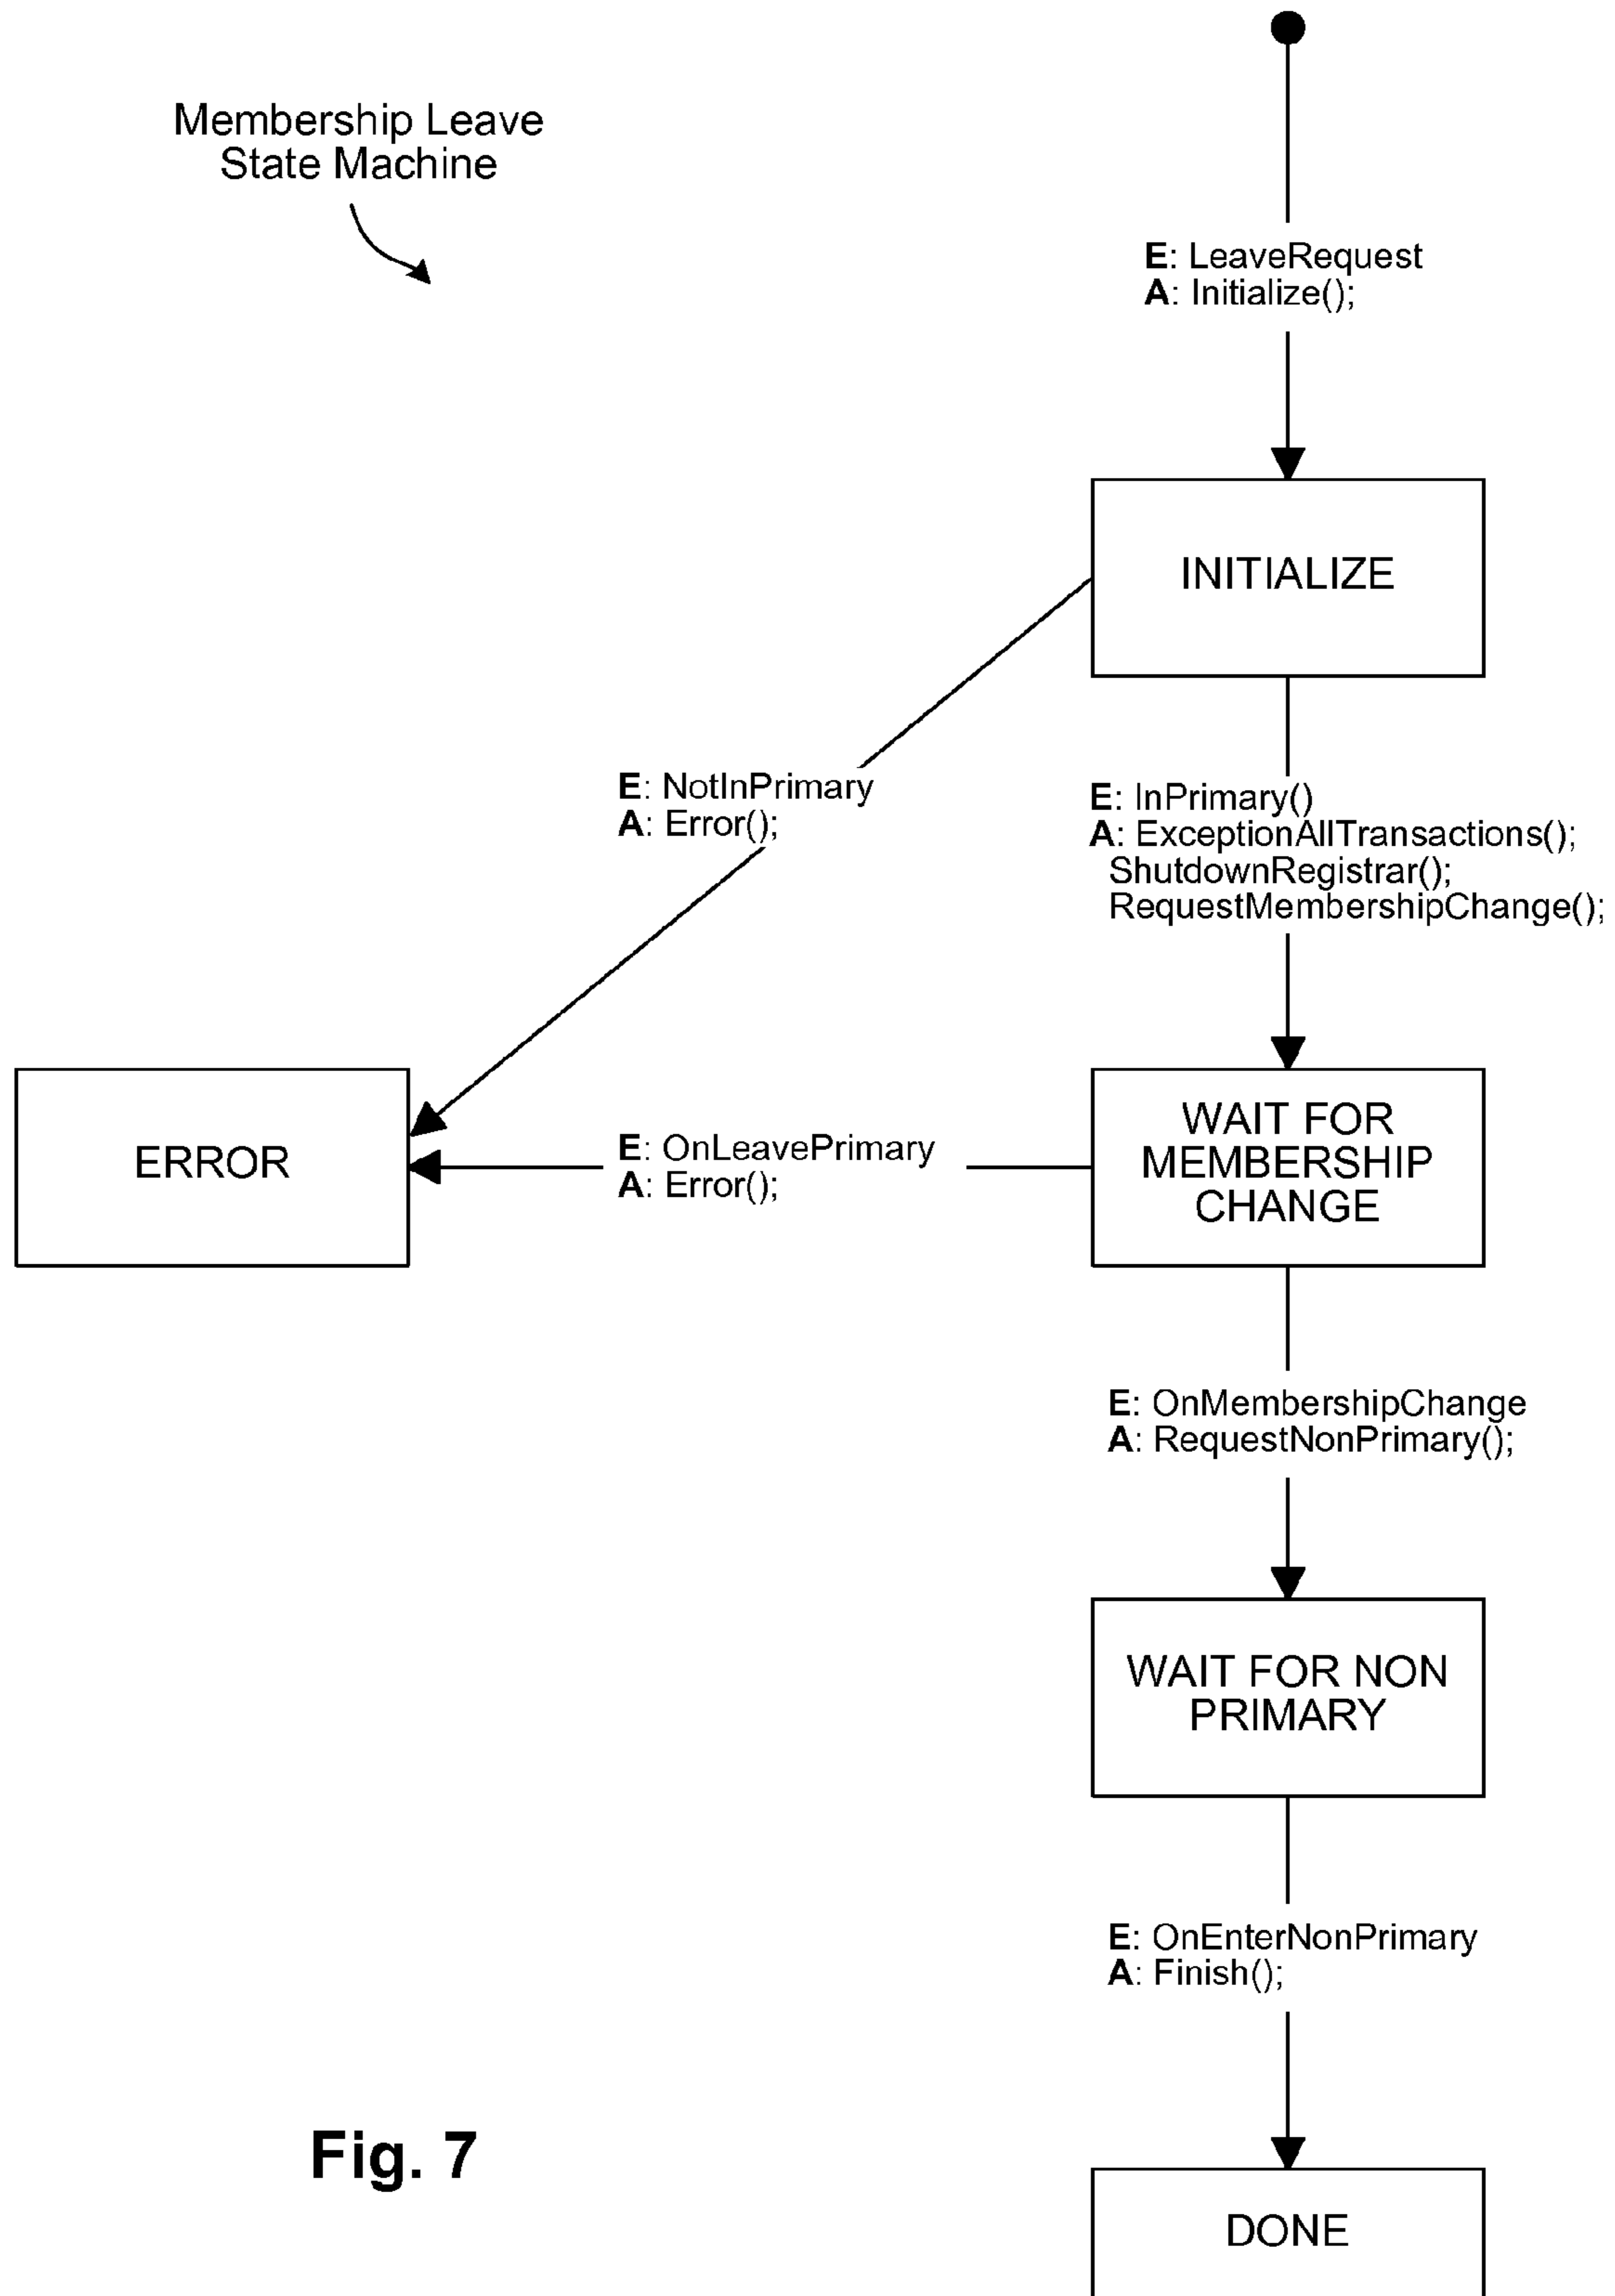 Membership Leave
State Machine
E: LeaveRequest
A: Initialize();
INITIALIZE
E: NotInPrimary
A: Error();
E: InPrimary()
A: ExceptionAllTransactions();
ShutdownRegistrar();
RequestMembershipChange();
ERROR
E: OnLeavePrimary
A: Error();
WAIT FOR
MEMBERSHIP
CHANGE
E: OnMembershipChange
A: RequestNonPrimary();
WAIT FOR NON
PRIMARY
E: OnEnterNonPrimary
A: Finish();
Fig. 7
DONE